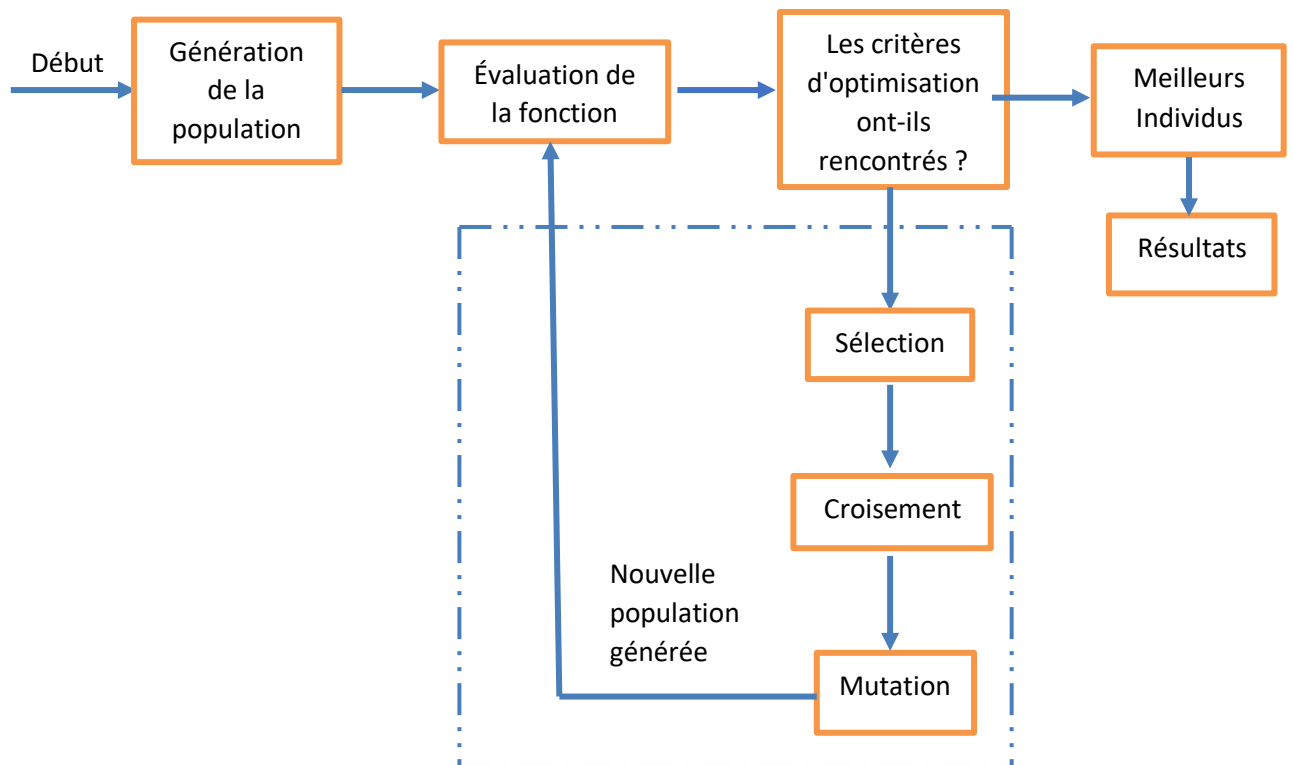 Début
Génération
de la
population
Évaluation de
la fonction
Les critères
d'optimisation
ont-ils
rencontrés ?
Meilleurs
Individus
Résultats
Sélection
Croisement
Nouvelle
population
générée
Mutation